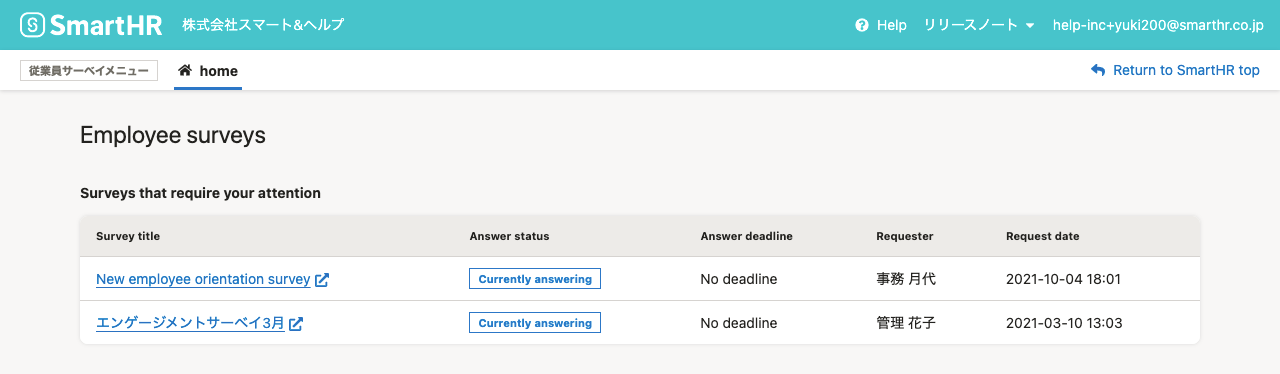 SmartHR 株式会社スマート&ヘルプ Help リリースノート help-inc+yuki200@smarthr.co.jp
従業員サーベイメニュー home Return to SmartHR top
Employee surveys
Surveys that require your attention
Survey title Answer status Answer deadline Requester Request date
New employee orientation survey Currently answering No deadline 事務 月代 2021-10-04 18:01
エンゲージメントサーベイ3月 Currently answering No deadline 管理 花子 2021-03-10 13:03